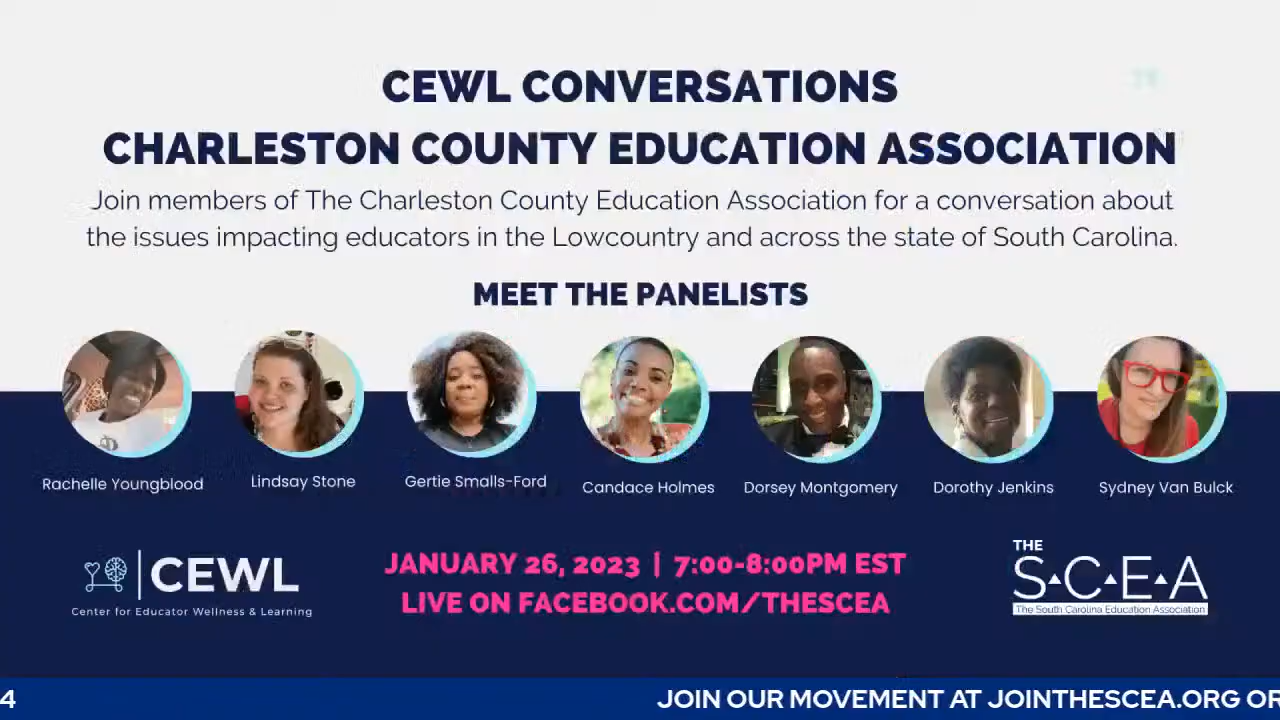 CEWL CONVERSATIONS
CHARLESTON COUNTY EDUCATION ASSOCIATION
Join members of The Charleston County Education Association for a conversation about
the issues impacting educators in the Lowcountry and across the state of South Carolina.
MEET THE PANELISTS
Rachelle Youngblood
Lindsay Stone
Gertie Smalls-Ford
Candace Holmes
Dorsey Montgomery
Dorothy Jenkins
Sydney Van Bulck
CEWL
Center for Educator Wellness & Learning
JANUARY 26, 2023 | 7:00-8:00PM EST
LIVE ON FACEBOOK.COM/THESCEA
THE
S•C•E•A
The South Carolina Education Association
4
JOIN OUR MOVEMENT AT JOINTHESCEA.ORG OR